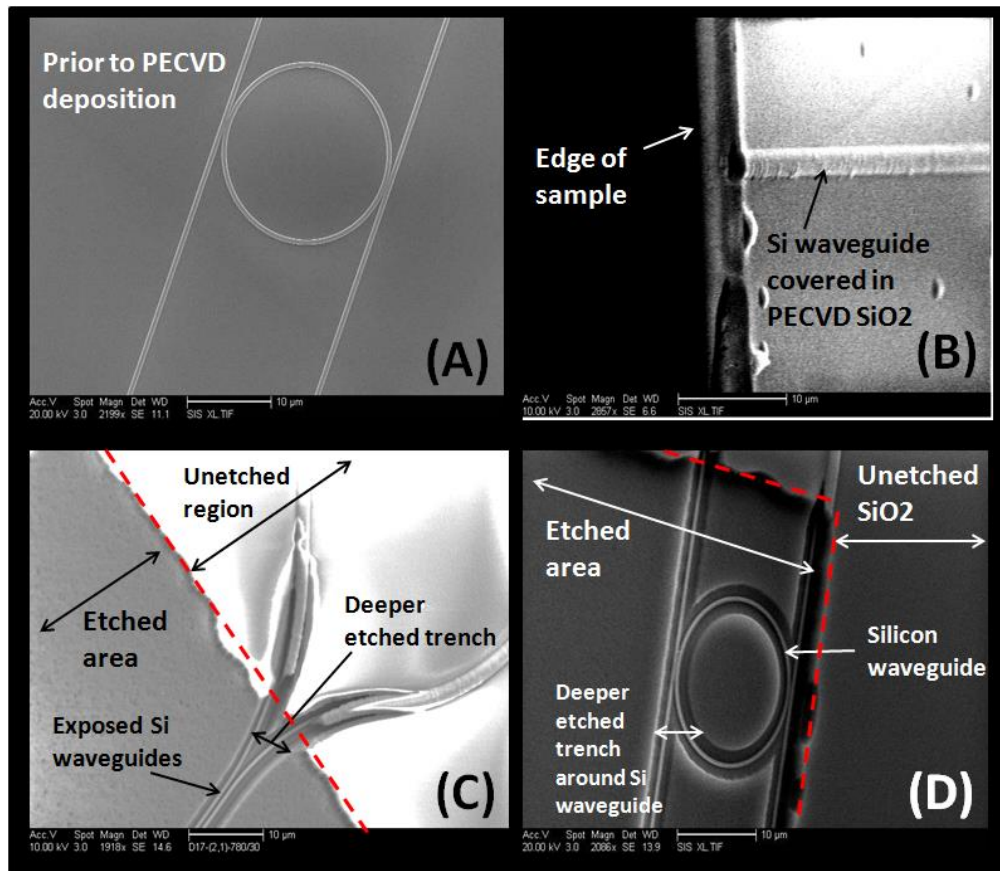 Prior to PECVD
deposition
(A)
Acc.V Spot Magn Det WD
20.00 kV 3.0 2199x SE 11.1 SIS XL.TIF
10 µm
Edge of
sample
Si waveguide
covered in
PECVD SiO2
(B)
Acc.V Spot Magn Det WD
10.00 kV 3.0 2857x SE 6.6 SIS XL.TIF
10 µm
Unetched
region
Etched
area
Deeper
etched trench
Exposed Si
waveguides
(C)
Acc.V Spot Magn Det WD
10.00 kV 3.0 1918x SE 14.6 D17-(2,1)-780/30
10 µm
Unetched
SiO2
Etched
area
Silicon
waveguide
Deeper
etched
trench
around Si
waveguide
(D)
Acc.V Spot Magn Det WD
20.00 kV 3.0 2086x SE 13.9 SIS XL.TIF
10 µm